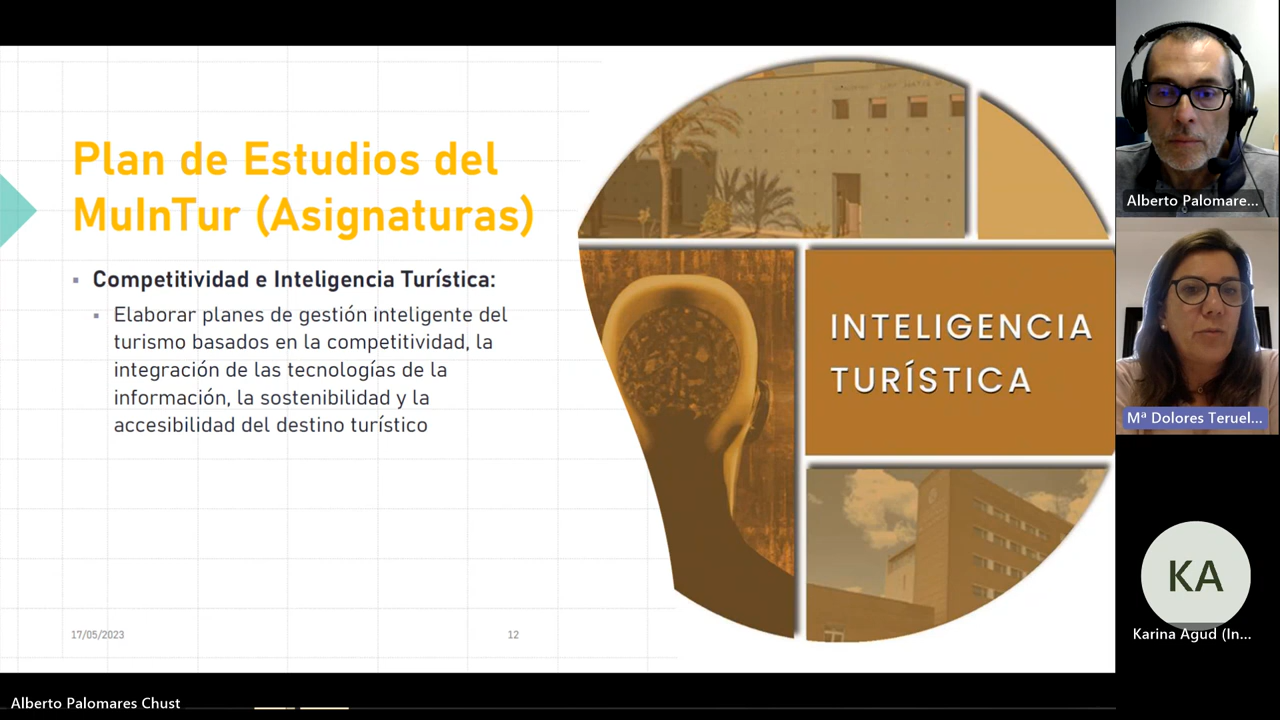 Plan de Estudios del
MuInTur (Asignaturas)
Competitividad e Inteligencia Turística:
Elaborar planes de gestión inteligente del
turismo basados en la competitividad, la
integración de las tecnologías de la
información, la sostenibilidad y la
accesibilidad del destino turístico
17/05/2023
12
INTELIGENCIA
TURÍSTICA
Alberto Palomare...
Mª Dolores Teruel...
KA
Karina Agud (In...
Alberto Palomares Chust